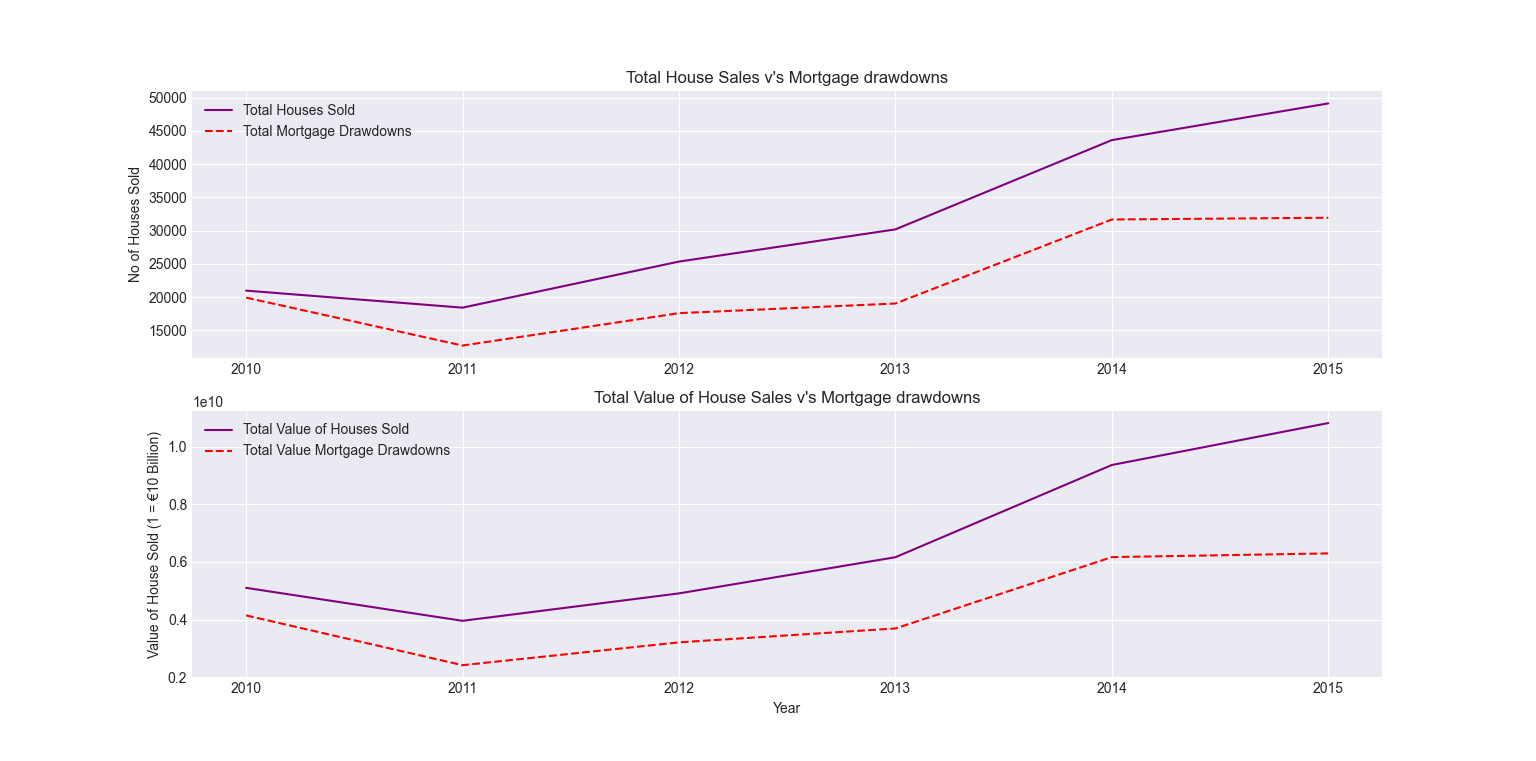 Total House Sales v's Mortgage drawdowns
No of Houses Sold
50000
45000
40000
35000
30000
25000
20000
15000
Total Houses Sold
Total Mortgage Drawdowns
2010 2011 2012 2013 2014 2015
Total Value of House Sales v's Mortgage drawdowns
1e10
Value of House Sold (1 = €10 Billion)
1.0
0.8
0.6
0.4
0.2
Total Value of Houses Sold
Total Value Mortgage Drawdowns
2010 2011 2012 2013 2014 2015
Year